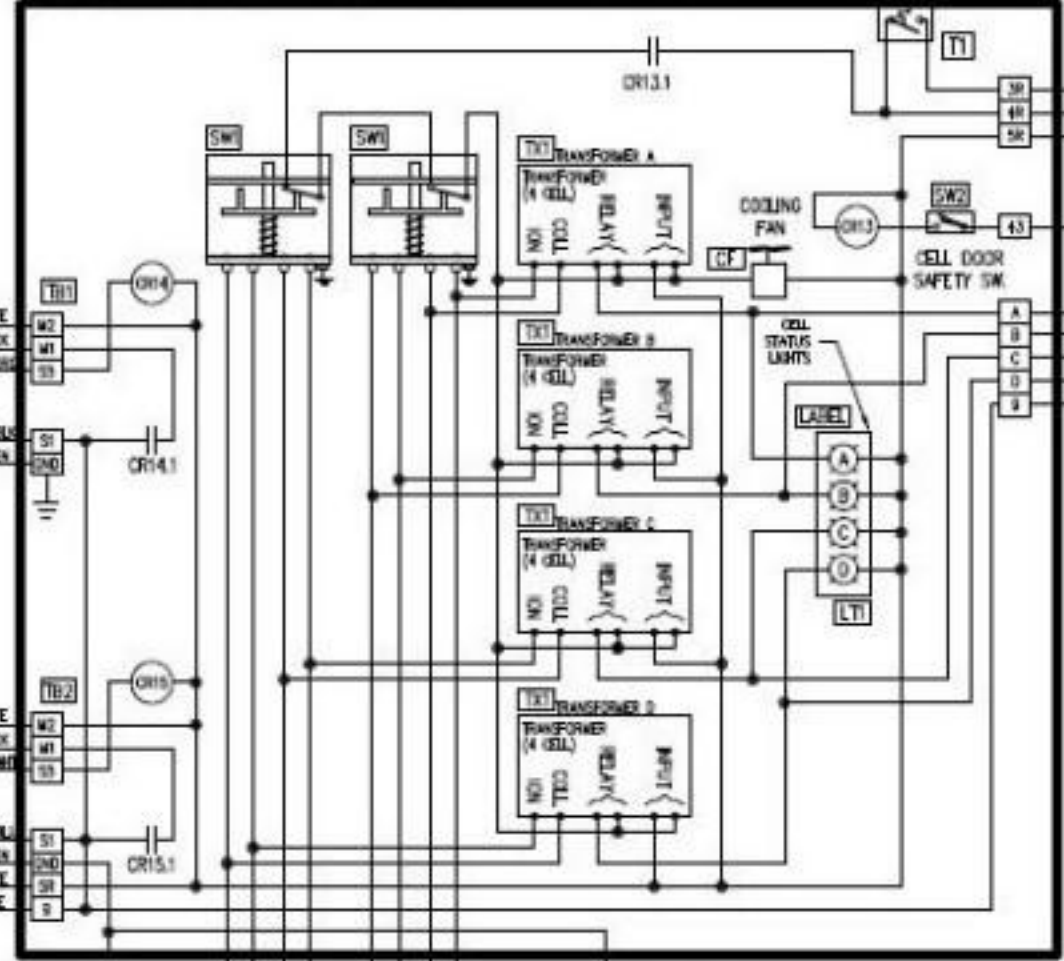 T1
CR13.1
3R
4R
5R
SW1
SW1
TX1 TRANSFORMER A
TRANSFORMER
(4 CELL)
ION
COLL
RELAY
INPUT
COOLING
FAN
CF
CR13
SW2
43
CELL DOOR
SAFETY SW.
TB1
CR14
M2
M1
S3
S1
GND
CR14.1
A
B
C
D
9
CELL
STATUS
LIGHTS
LABEL
A
B
C
D
LT1
TX1 TRANSFORMER B
TRANSFORMER
(4 CELL)
ION
COLL
RELAY
INPUT
TX1 TRANSFORMER C
TRANSFORMER
(4 CELL)
ION
COLL
RELAY
INPUT
TB2
CR15
M2
M1
S3
S1
GND
5R
9
CR15.1
TX1 TRANSFORMER D
TRANSFORMER
(4 CELL)
ION
COLL
RELAY
INPUT